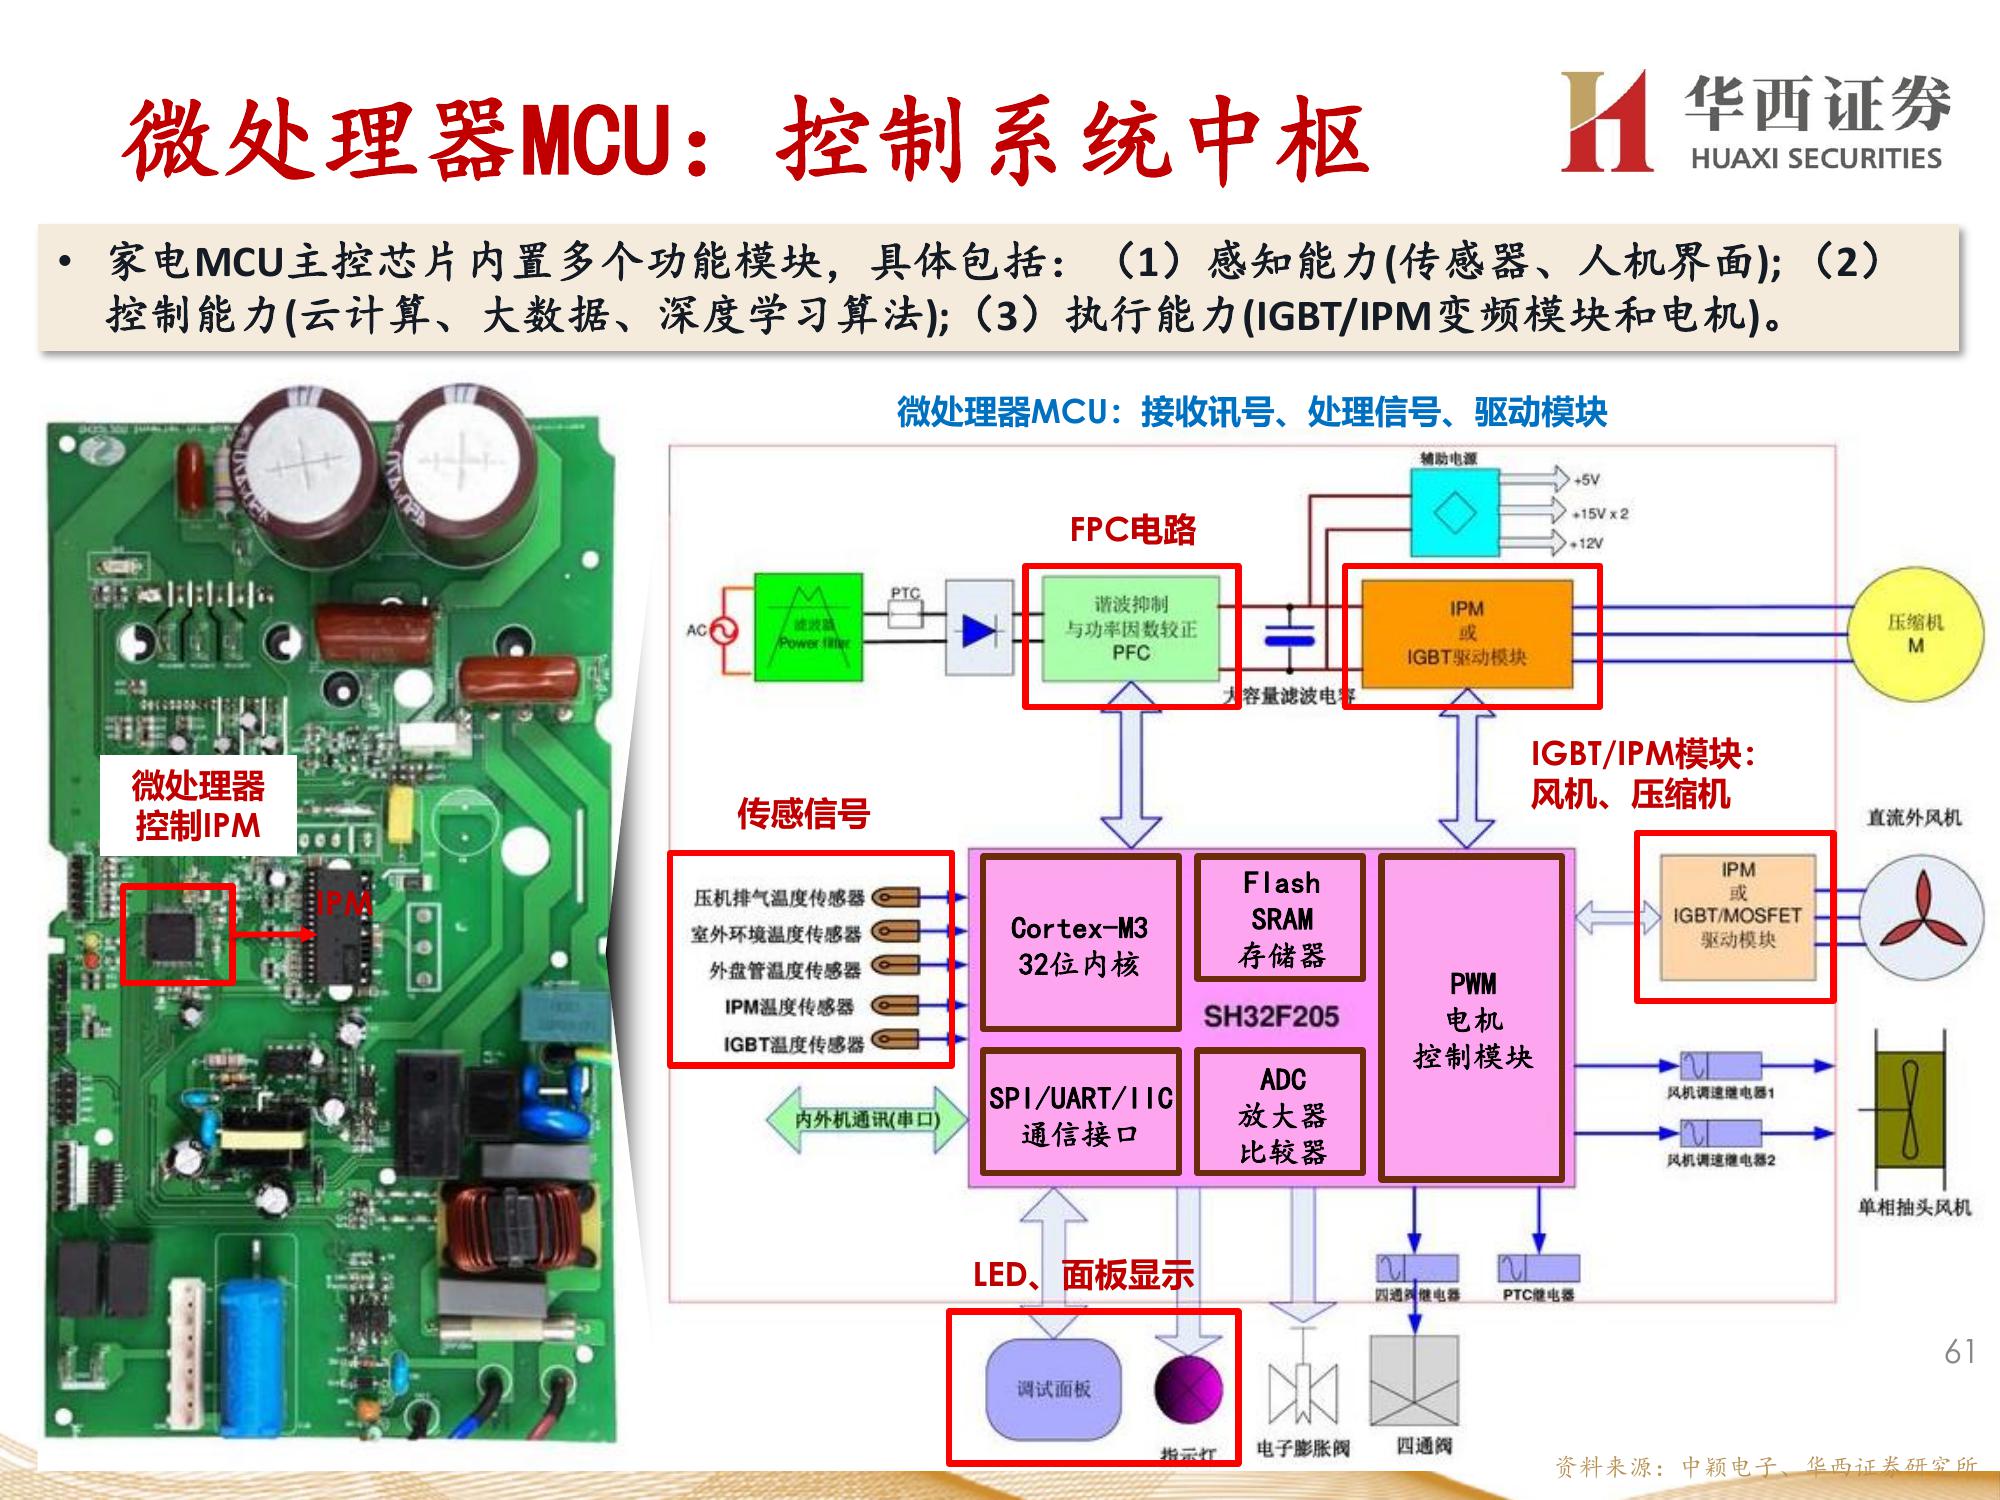 微处理器MCU：控制系统中枢
华西证券
HUAXI SECURITIES
• 家电MCU主控芯片内置多个功能模块，具体包括：（1）感知能力(传感器、人机界面);（2）
控制能力(云计算、大数据、深度学习算法);（3）执行能力(IGBT/IPM变频模块和电机)。
微处理器MCU：接收讯号、处理信号、驱动模块
辅助电源
+5V
+15V x 2
+12V
FPC电路
AC
滤波器
Power filter
PTC
谐波抑制
与功率因数较正
PFC
大容量滤波电容
IPM
或
IGBT驱动模块
压缩机
M
微处理器
控制IPM
IPM
传感信号
IGBT/IPM模块：
风机、压缩机
直流外风机
压机排气温度传感器
室外环境温度传感器
外盘管温度传感器
IPM温度传感器
IGBT温度传感器
Cortex-M3
32位内核
Flash
SRAM
存储器
SH32F205
PWM
电机
控制模块
IPM
或
IGBT/MOSFET
驱动模块
SPI/UART/IIC
通信接口
ADC
放大器
比较器
内外机通讯(串口)
风机调速继电器1
风机调速继电器2
单相抽头风机
LED、面板显示
四通阀继电器
PTC继电器
调试面板
指示灯
电子膨胀阀
四通阀
61
资料来源：中颖电子、华西证券研究所